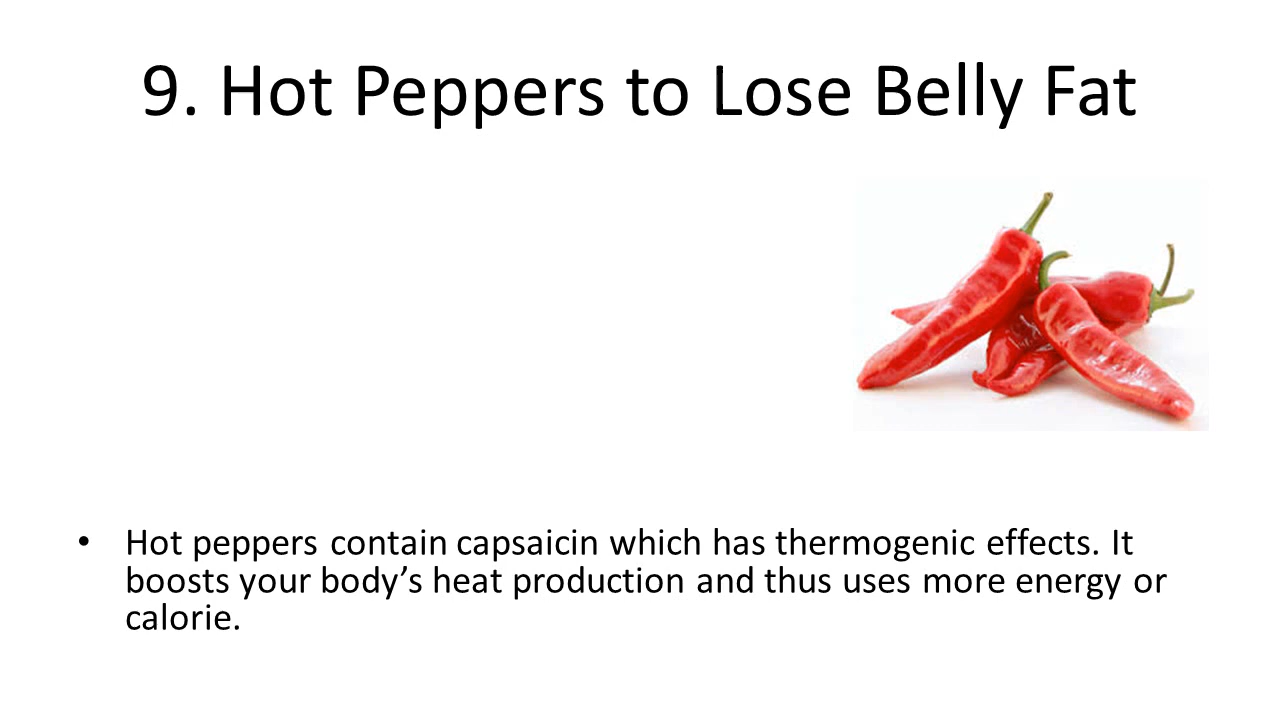 9. Hot Peppers to Lose Belly Fat
• Hot peppers contain capsaicin which has thermogenic effects. It
boosts your body’s heat production and thus uses more energy or
calorie.